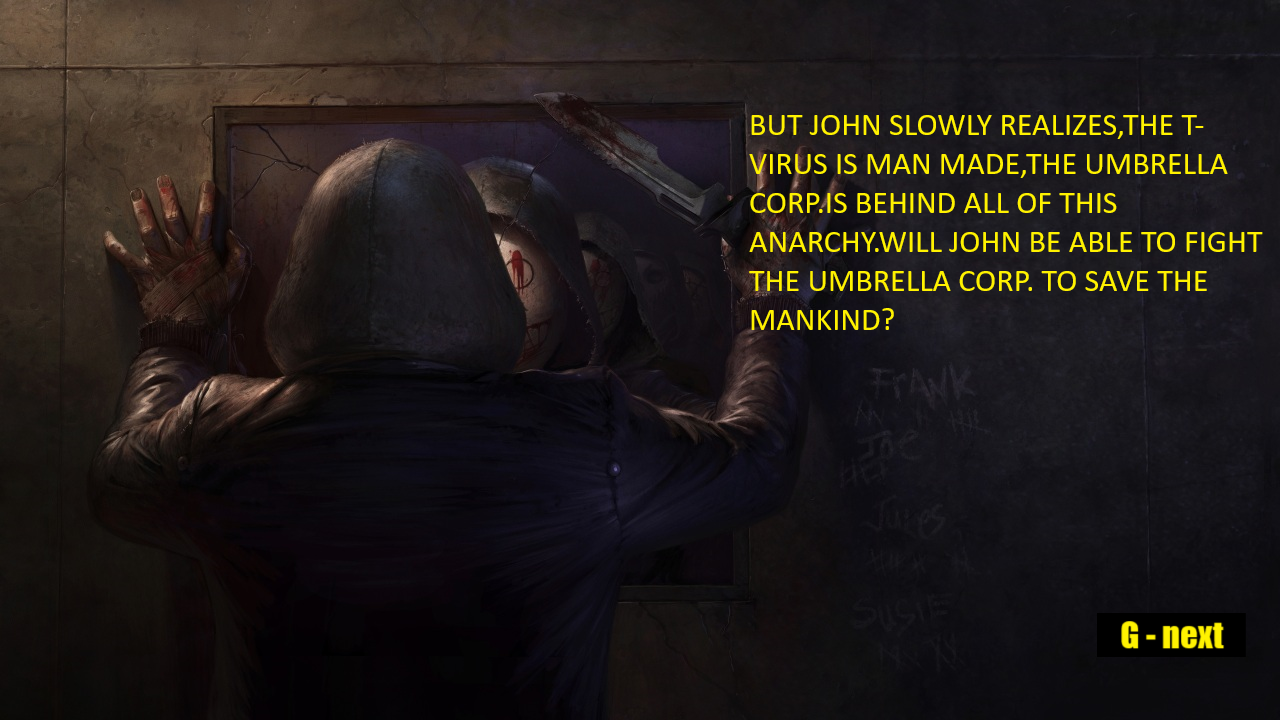 BUT JOHN SLOWLY REALIZES,THE T-
VIRUS IS MAN MADE,THE UMBRELLA
CORP.IS BEHIND ALL OF THIS
ANARCHY.WILL JOHN BE ABLE TO FIGHT
THE UMBRELLA CORP. TO SAVE THE
MANKIND?
FrANK
Joe
Susie
G - next